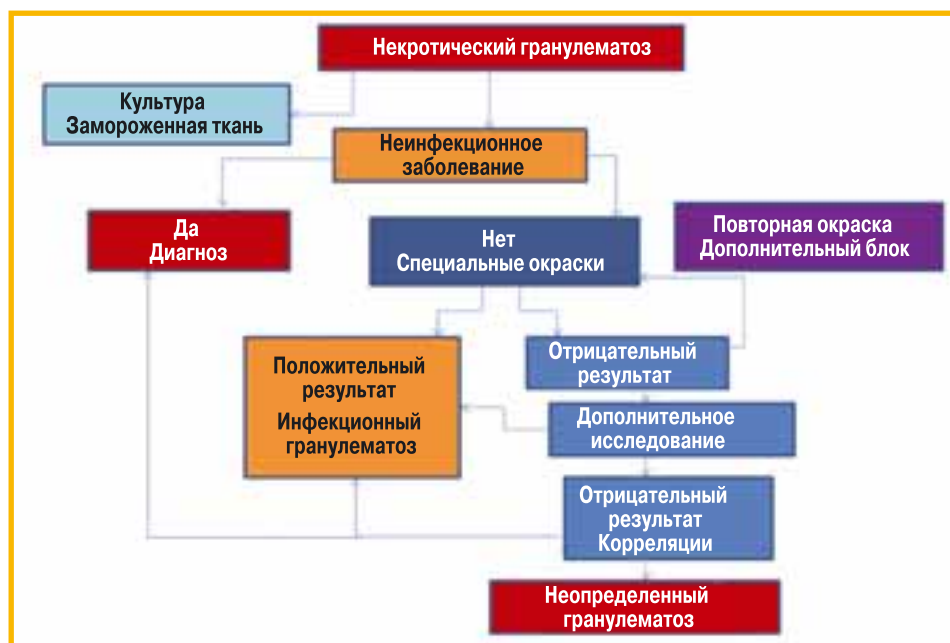 Некротический гранулематоз
Культура
Замороженная ткань
Неинфекционное
заболевание
Да
Диагноз
Нет
Специальные окраски
Повторная окраска
Дополнительный блок
Положительный
результат
Инфекционный
гранулематоз
Отрицательный
результат
Дополнительное
исследование
Отрицательный
результат
Корреляции
Неопределенный
гранулематоз